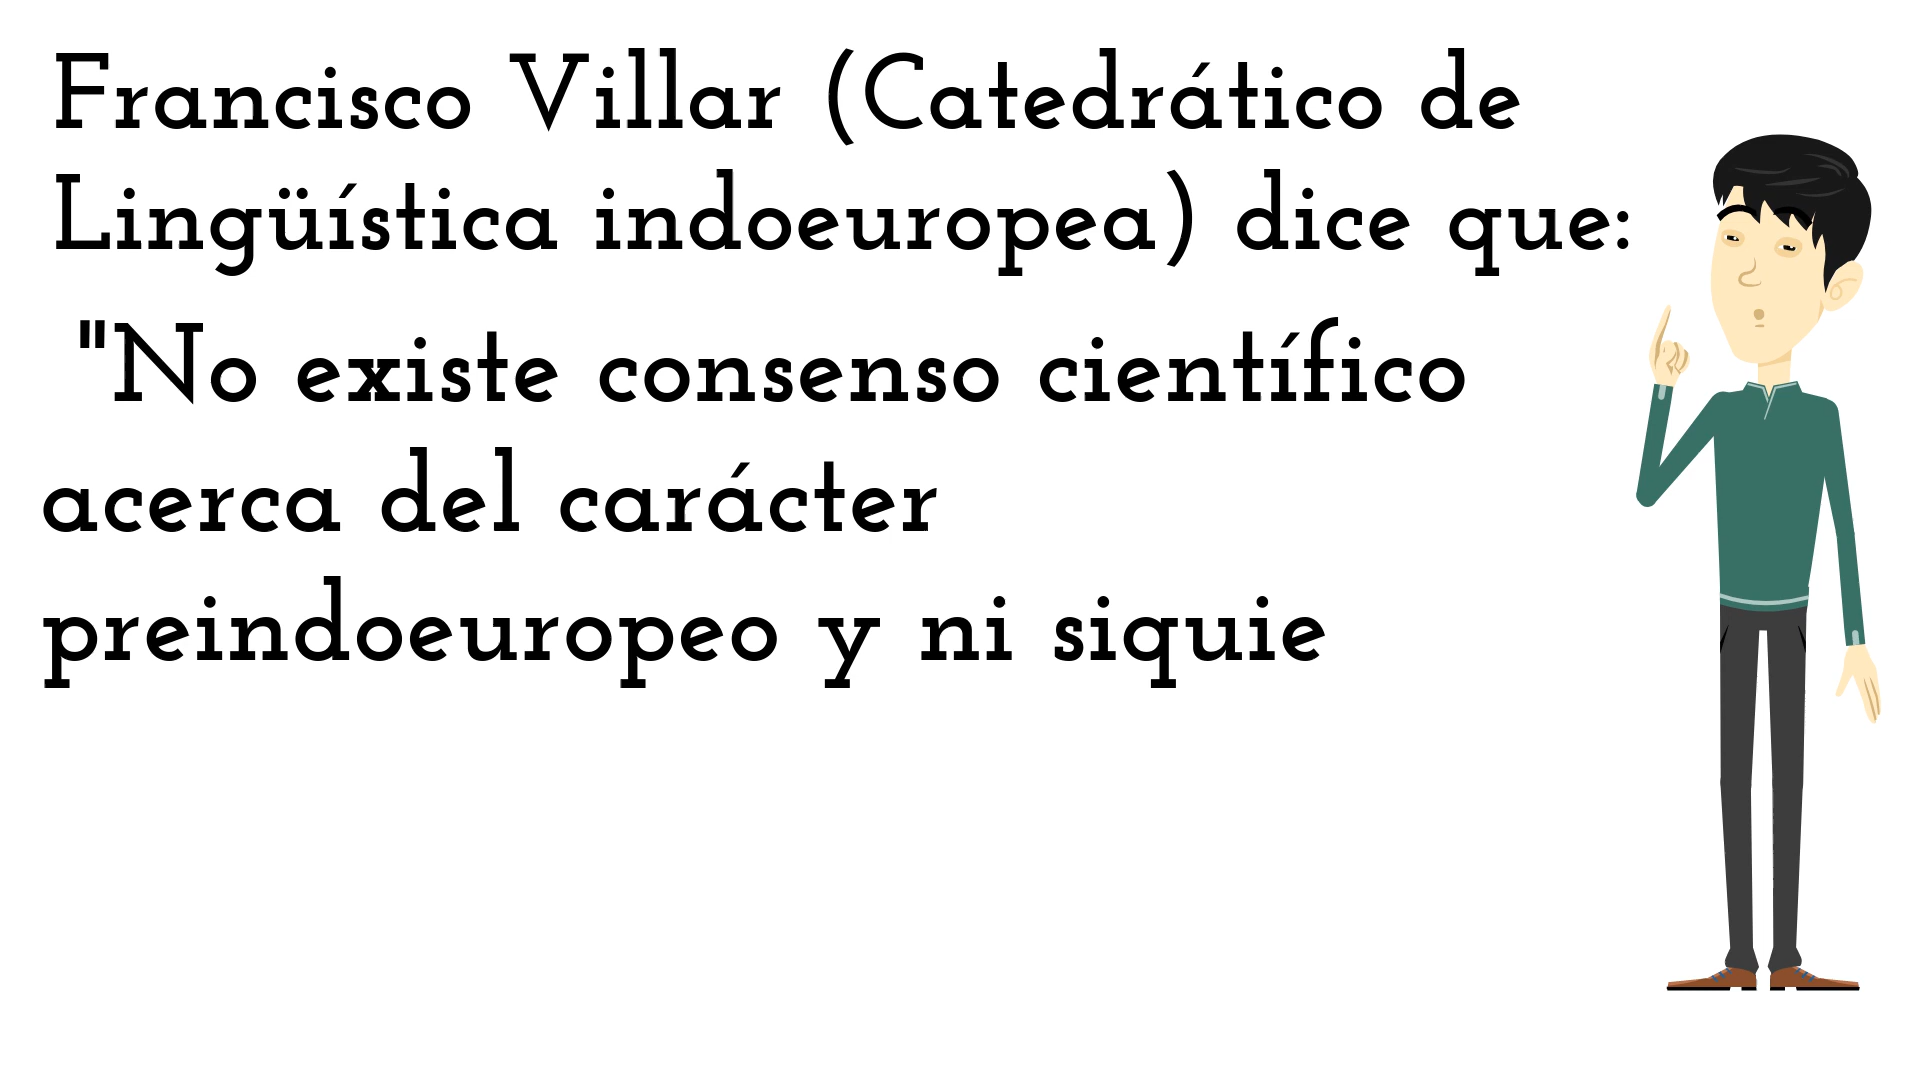 Francisco Villar (Catedrático de
Lingüística indoeuropea) dice que:
"No existe consenso científico
acerca del carácter
preindoeuropeo y ni siquie